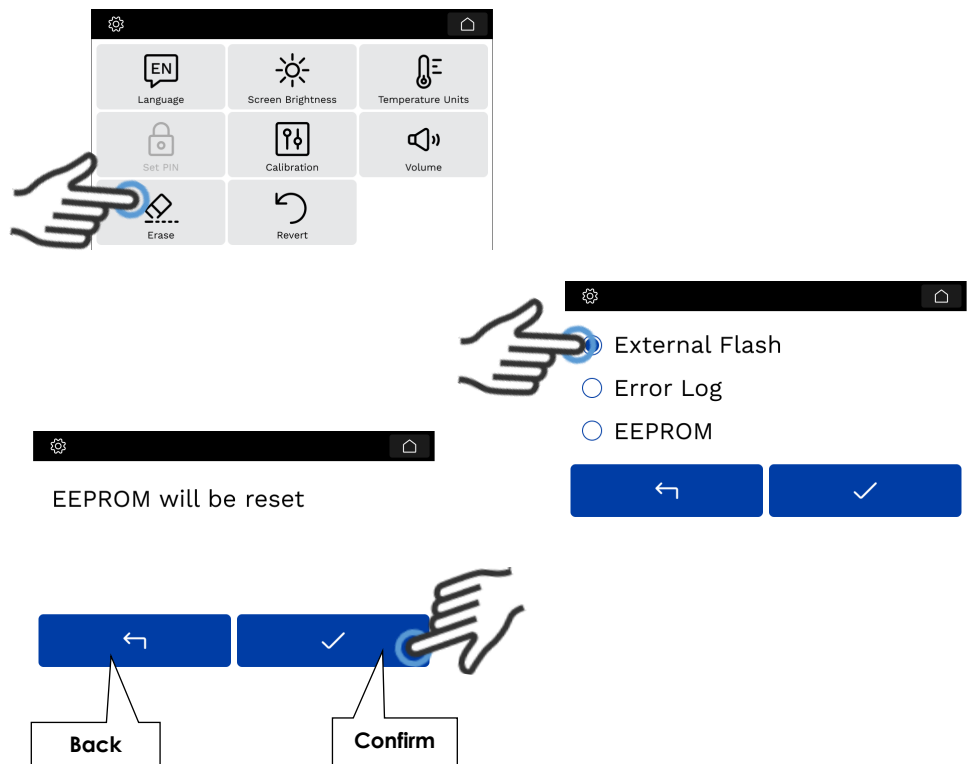 EN
Language
Screen Brightness
Temperature Units
Set PIN
Calibration
Volume
Erase
Revert
External Flash
Error Log
EEPROM
EEPROM will be reset
Back
Confirm